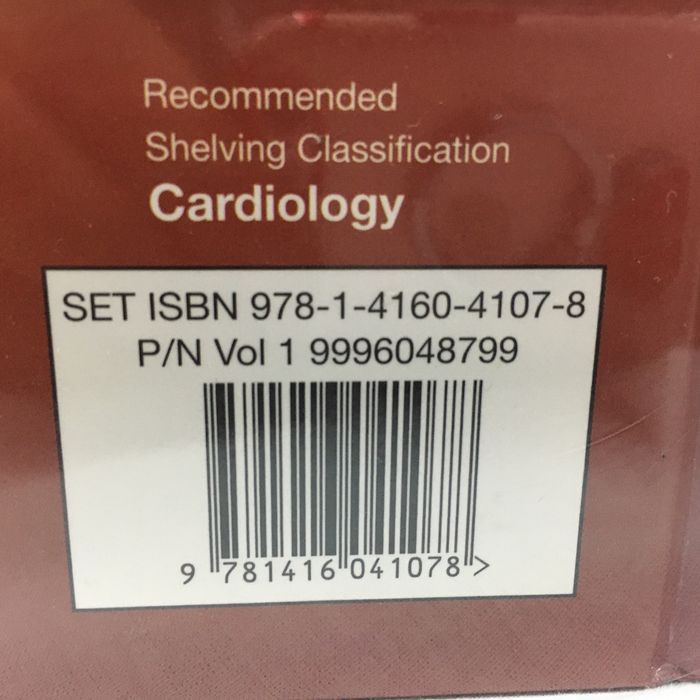 Recommended
Shelving Classification
Cardiology
SET ISBN 978-1-4160-4107-8
P/N Vol 1 9996048799
9 781416 041078 >